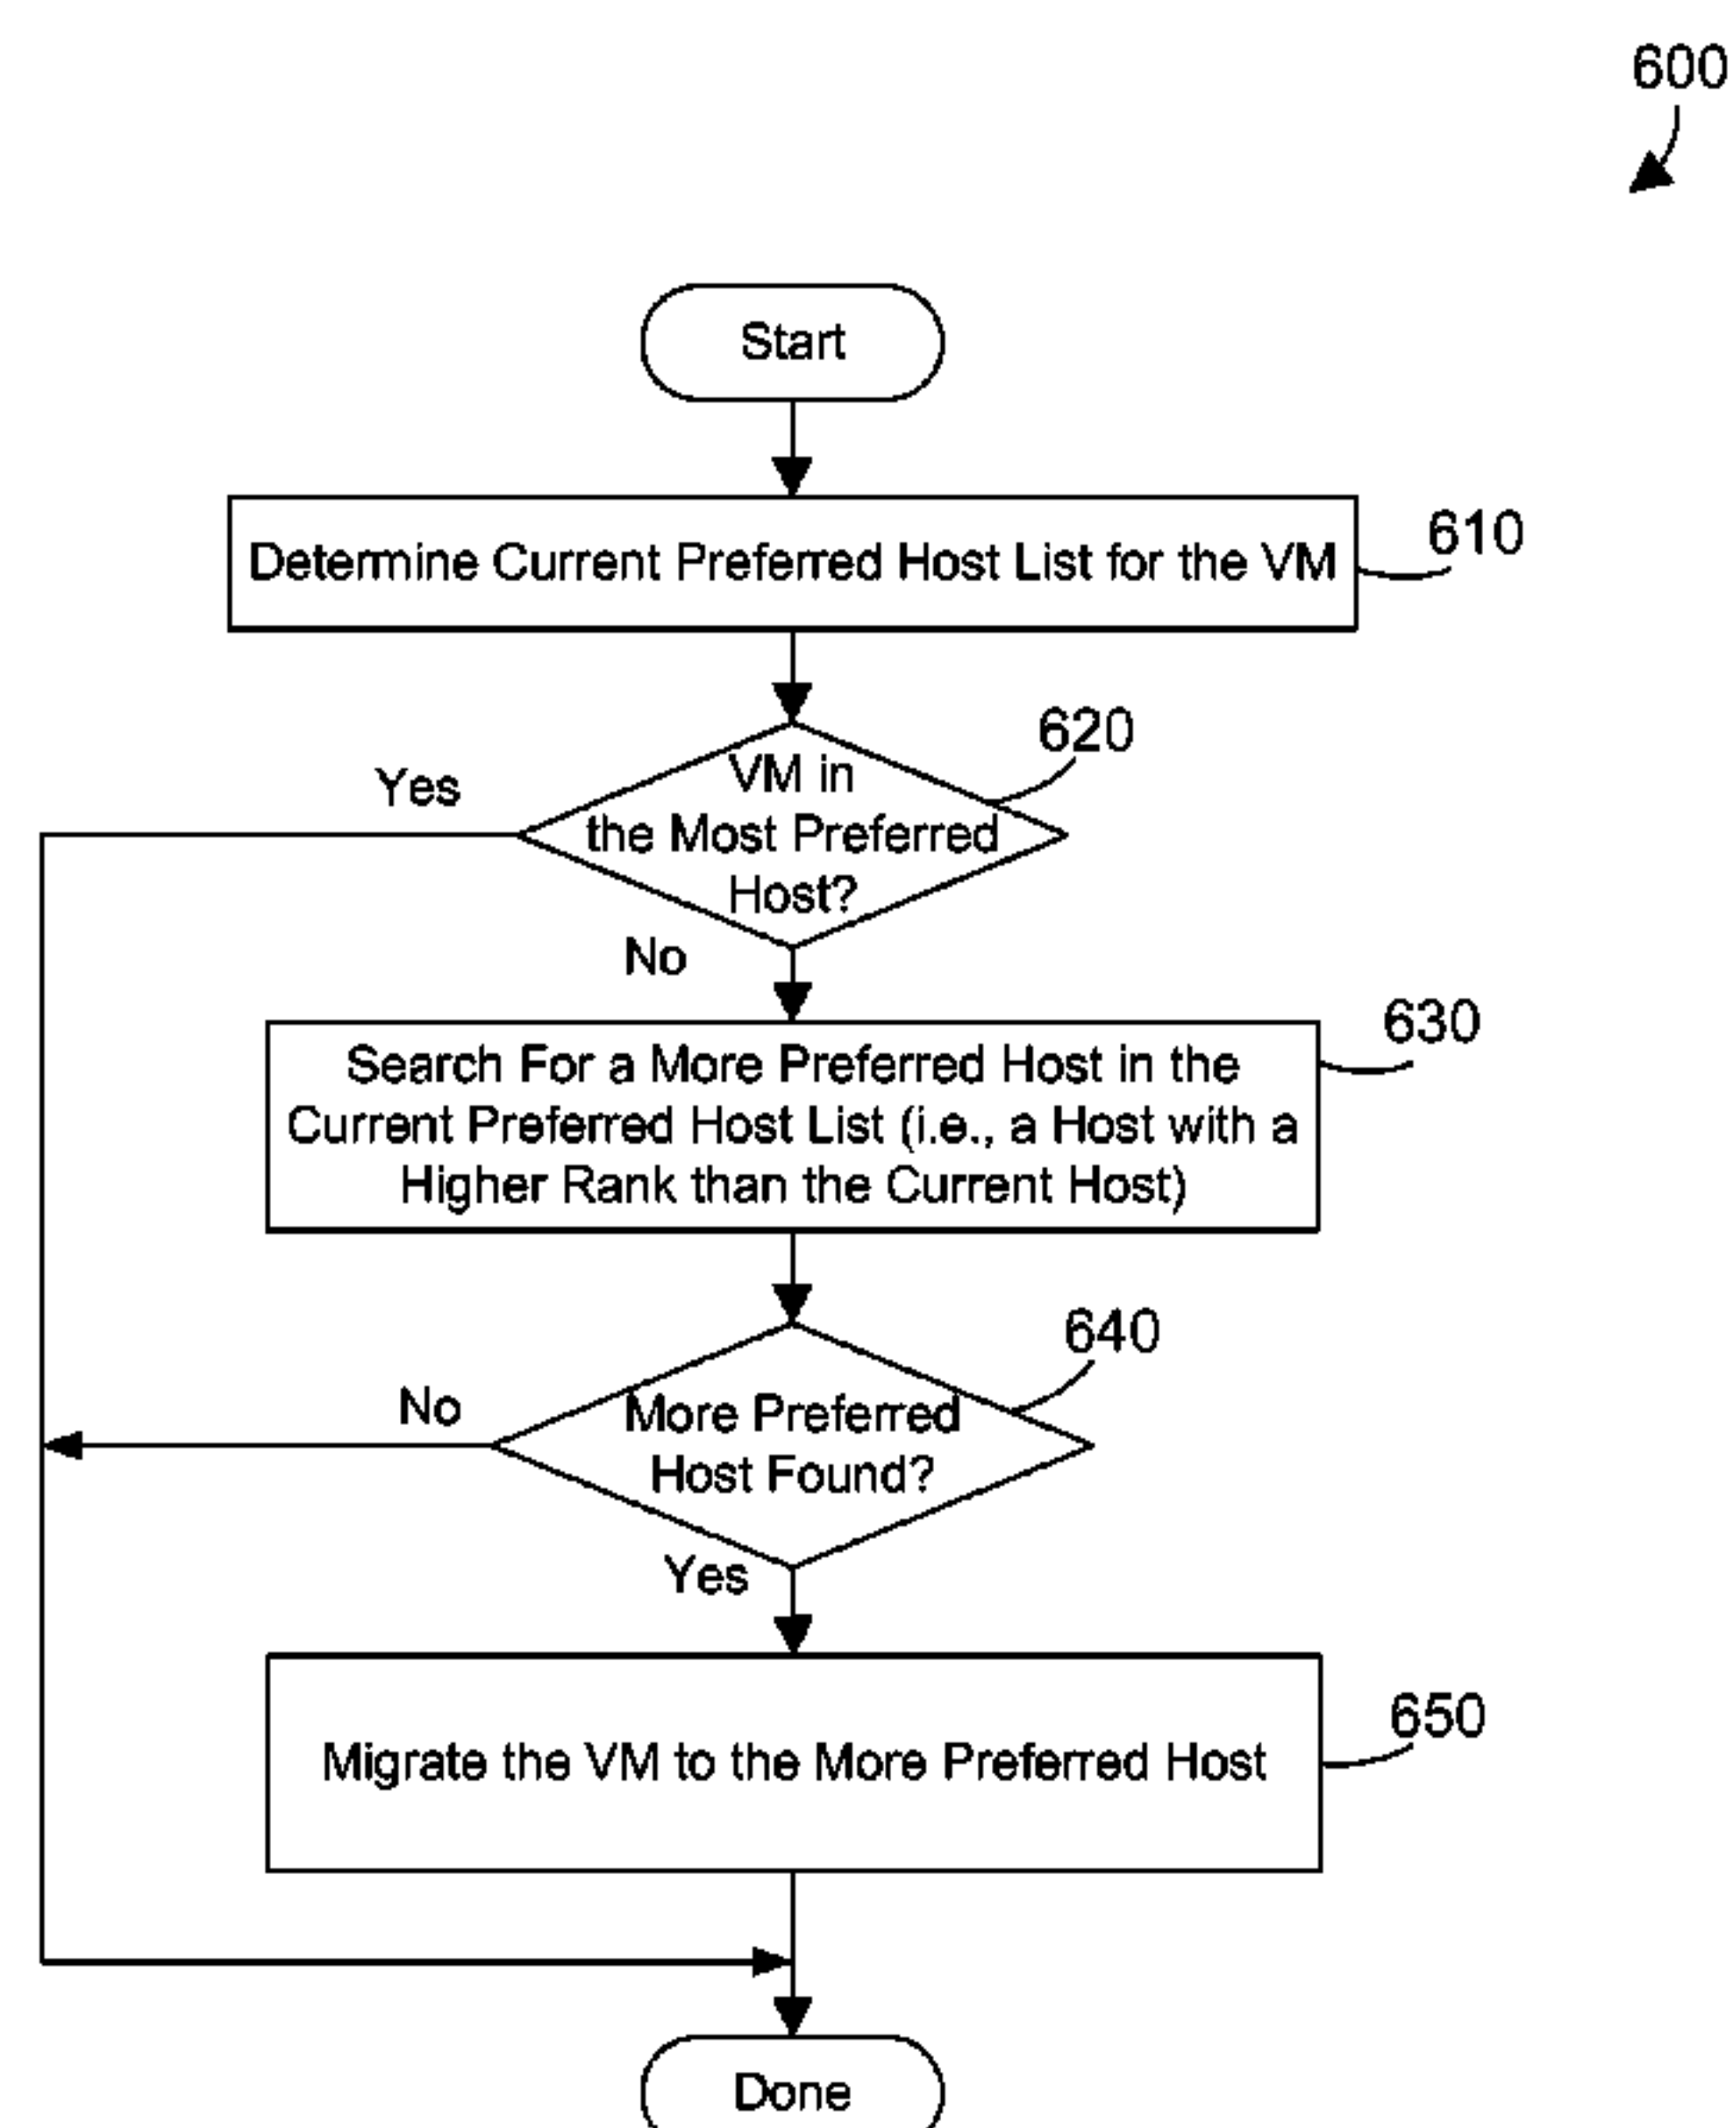 600
Start
Determine Current Preferred Host List for the VM
610
620
VM in
the Most Preferred
Host?
Yes
No
630
Search For a More Preferred Host in the
Current Preferred Host List (i.e., a Host with a
Higher Rank than the Current Host)
640
More Preferred
Host Found?
No
Yes
650
Migrate the VM to the More Preferred Host
Done